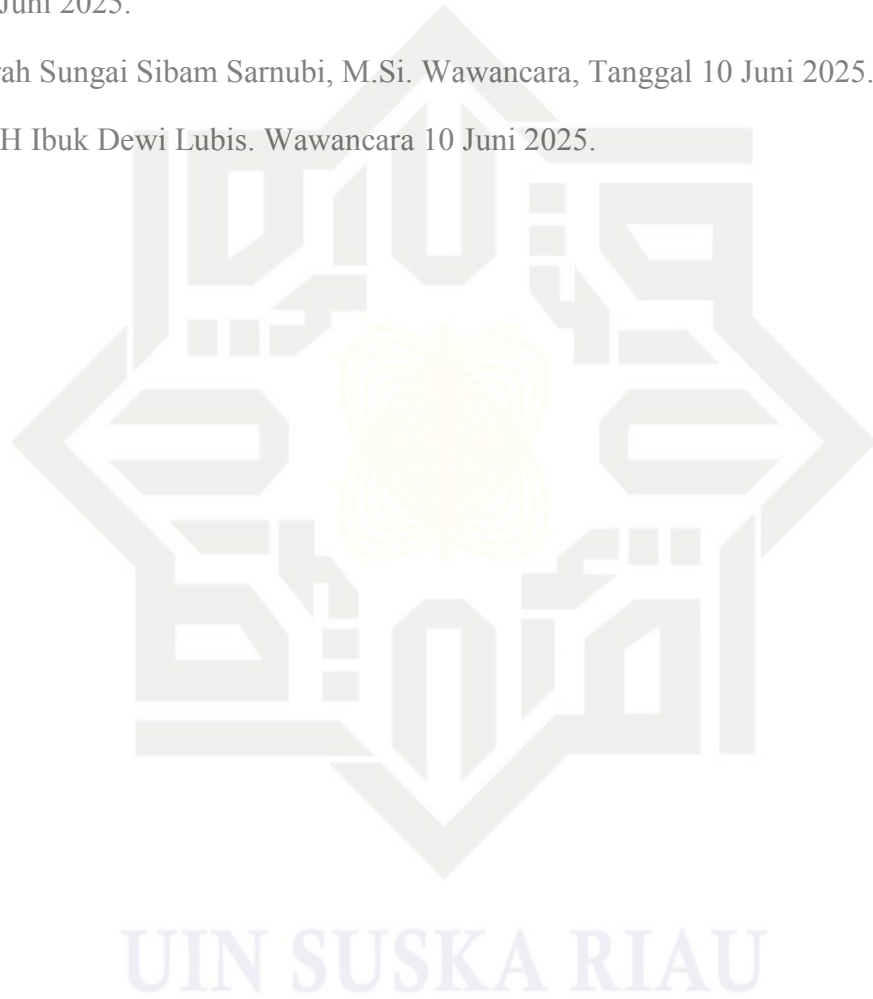 Juni 2025.
rah Sungai Sibam Sarnubi, M.Si. Wawancara, Tanggal 10 Juni 2025.
H Ibuk Dewi Lubis. Wawancara 10 Juni 2025.
UIN SUSKA RIAU